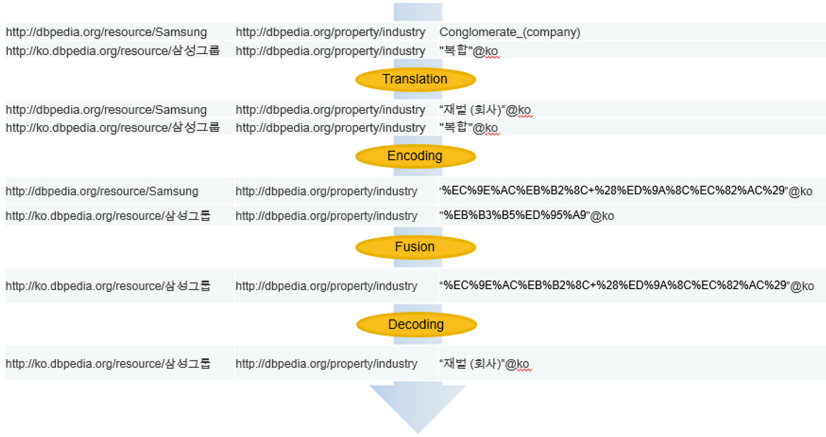 http://dbpedia.org/resource/Samsung http://dbpedia.org/property/industry Conglomerate_(company)
http://ko.dbpedia.org/resource/삼성그룹 http://dbpedia.org/property/industry "복합"@ko
Translation
http://dbpedia.org/resource/Samsung http://dbpedia.org/property/industry “재벌 (회사)”@ko
http://ko.dbpedia.org/resource/삼성그룹 http://dbpedia.org/property/industry "복합"@ko
Encoding
http://dbpedia.org/resource/Samsung http://dbpedia.org/property/industry “%EC%9E%AC%EB%B2%8C+%28%ED%9A%8C%EC%82%AC%29”@ko
http://ko.dbpedia.org/resource/삼성그룹 http://dbpedia.org/property/industry "%EB%B3%B5%ED%95%A9”@ko
Fusion
http://ko.dbpedia.org/resource/삼성그룹 http://dbpedia.org/property/industry “%EC%9E%AC%EB%B2%8C+%28%ED%9A%8C%EC%82%AC%29”@ko
Decoding
http://ko.dbpedia.org/resource/삼성그룹 http://dbpedia.org/property/industry “재벌 (회사)”@ko